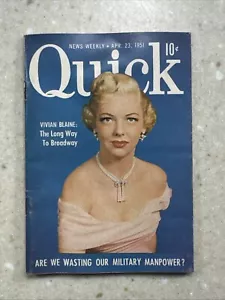 NEWS WEEKLY • APR. 23, 1951
Quick
10¢
VIVIAN BLAINE:
The Long Way
To Broadway
ARE WE WASTING OUR MILITARY MANPOWER?